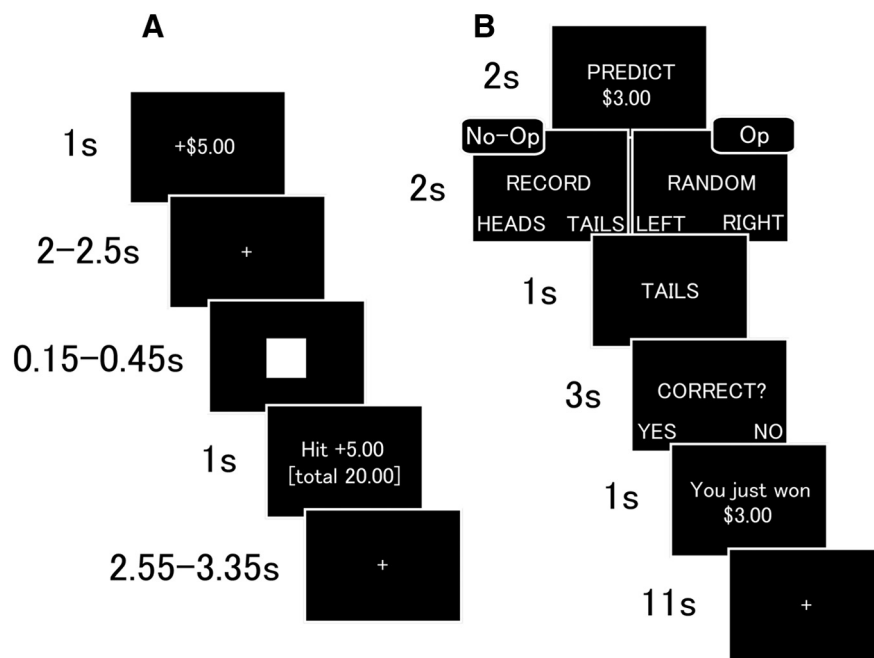 A
1s
+$5.00
2-2.5s
+
0.15-0.45s
1s
Hit +5.00
[total 20.00]
2.55-3.35s
+
B
2s
PREDICT
$3.00
No-Op
Op
2s
RECORD
HEADS TAILS
RANDOM
LEFT RIGHT
1s
TAILS
3s
CORRECT?
YES NO
1s
You just won
$3.00
11s
+